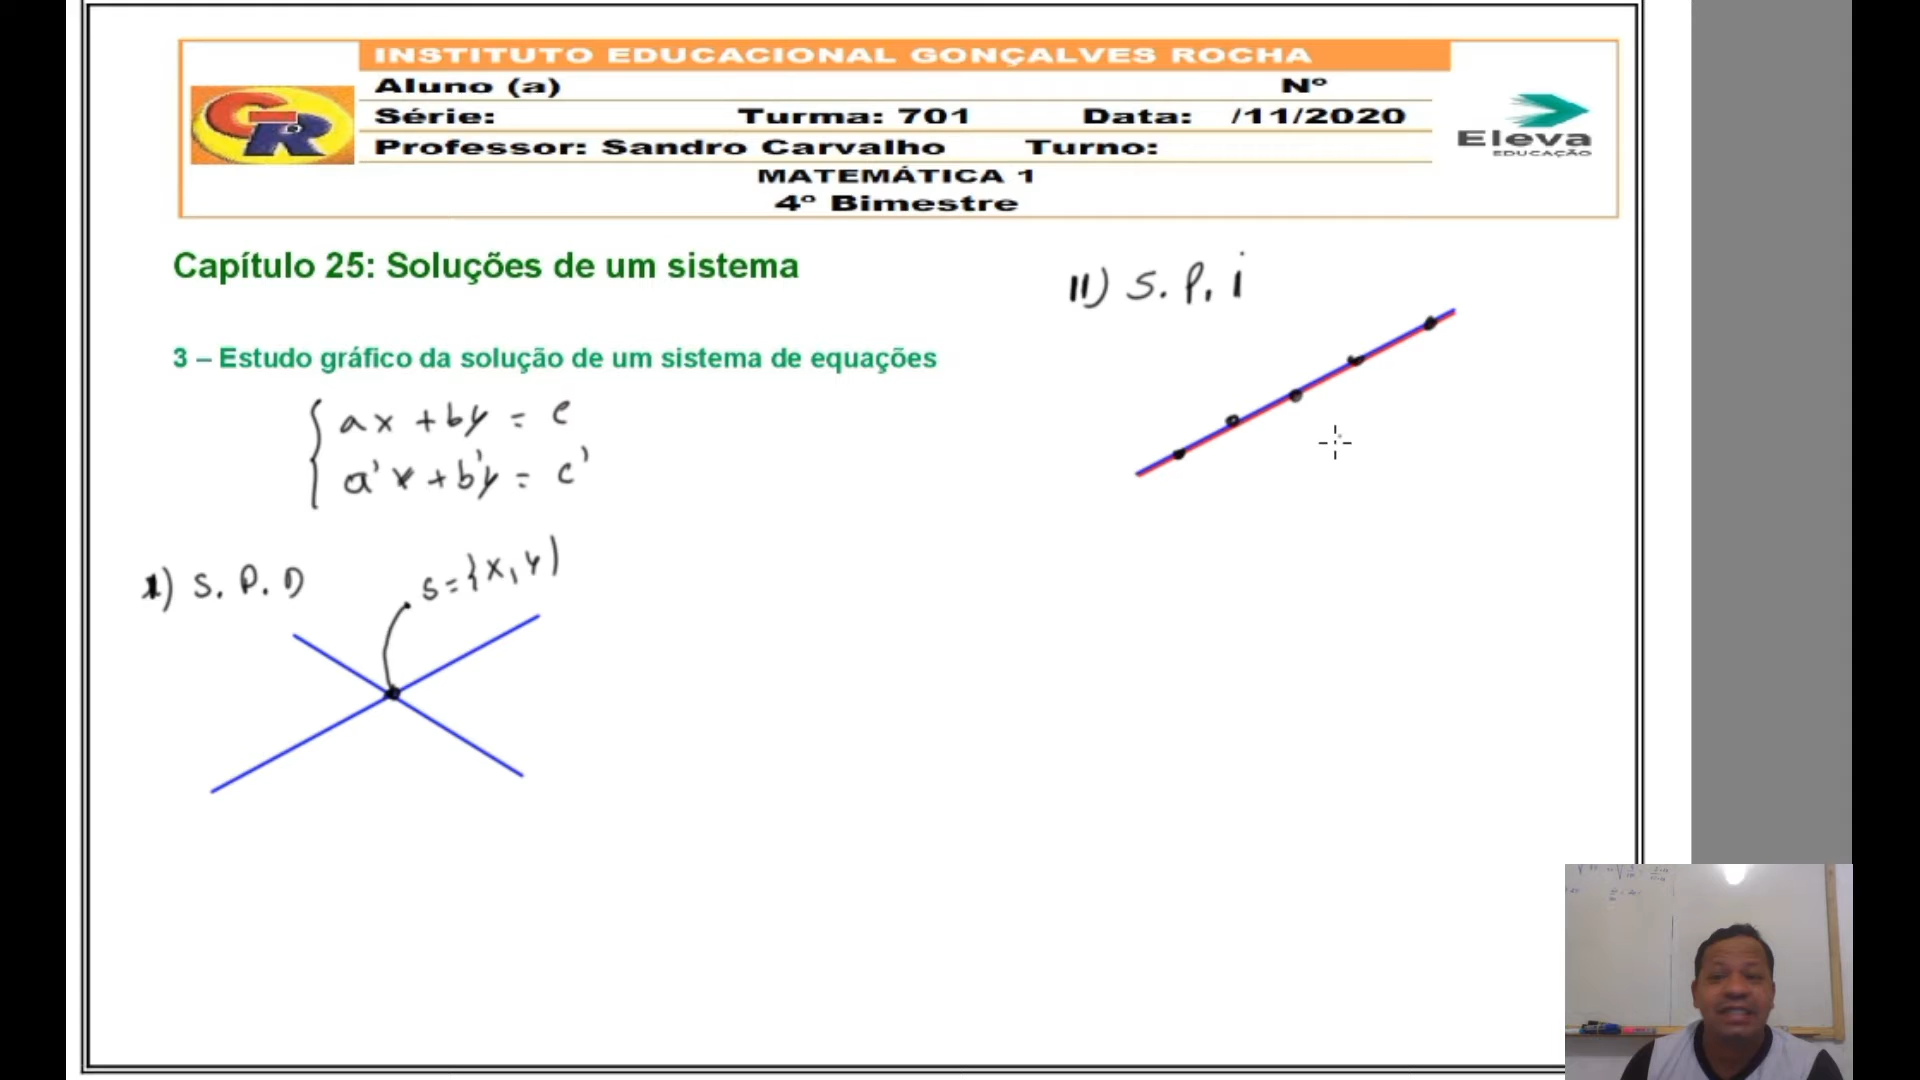 INSTITUTO EDUCACIONAL GONÇALVES ROCHA
Aluno (a) Nº
Série: Turma: 701 Data: /11/2020
Professor: Sandro Carvalho Turno:
MATEMÁTICA 1
4º Bimestre
GR
Eleva
EDUCAÇÃO
Capítulo 25: Soluções de um sistema
3 – Estudo gráfico da solução de um sistema de equações
ax + by = c
a'x + b'y = c'
I) S. P. D
S = {x, y)
II) S. P. i